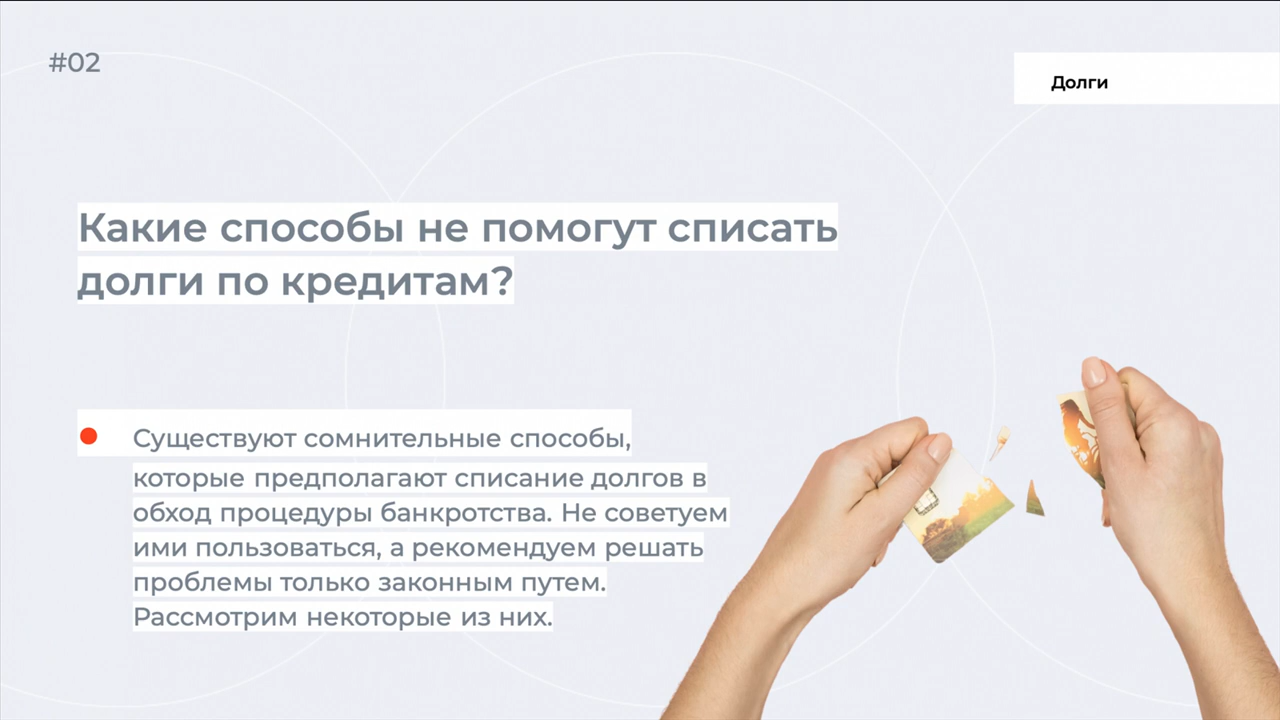 #02
Долги
Какие способы не помогут списать
долги по кредитам?
Существуют сомнительные способы,
которые предполагают списание долгов в
обход процедуры банкротства. Не советуем
ими пользоваться, а рекомендуем решать
проблемы только законным путем.
Рассмотрим некоторые из них.